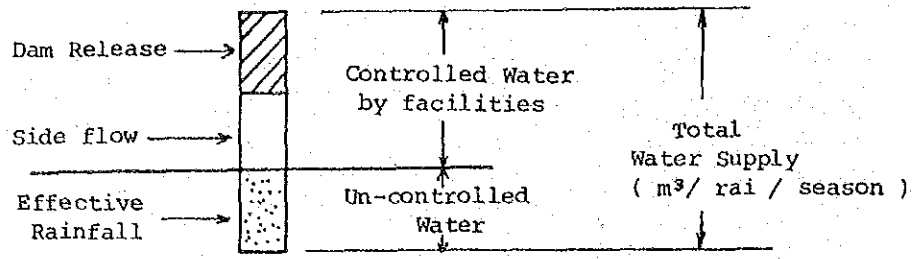 Dam Release
Side flow
Effective
Rainfall
Controlled Water
by facilities
Un-controlled
Water
Total
Water Supply
( m³/ rai / season )